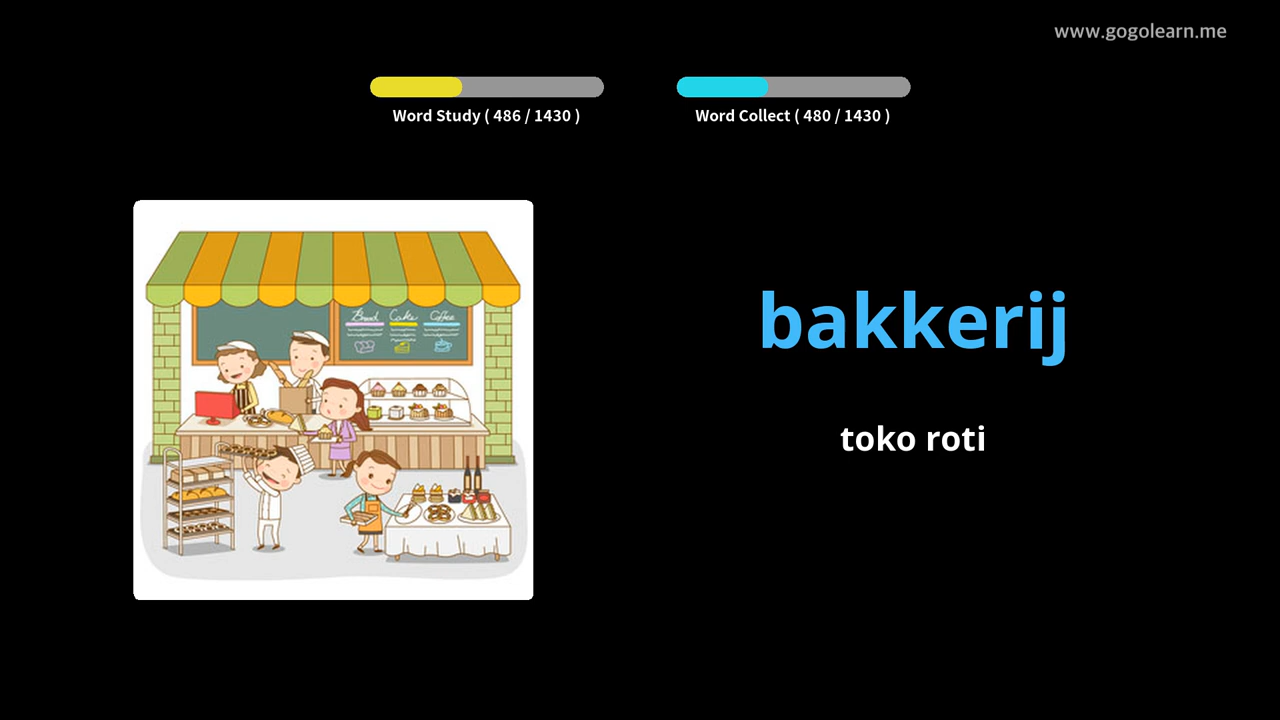 www.gogolearn.me
Word Study ( 486 / 1430 )
Word Collect ( 480 / 1430 )
Bread Cake Coffee
bakkerij
toko roti